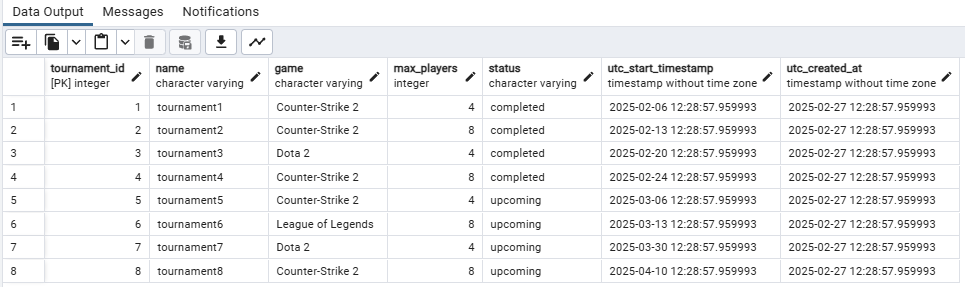 Data Output Messages Notifications
tournament_id name game max_players status utc_start_timestamp utc_created_at
[PK] integer character varying character varying integer character varying timestamp without time zone timestamp without time zone
1 1 tournament1 Counter-Strike 2 4 completed 2025-02-06 12:28:57.959993 2025-02-27 12:28:57.959993
2 2 tournament2 Counter-Strike 2 8 completed 2025-02-13 12:28:57.959993 2025-02-27 12:28:57.959993
3 3 tournament3 Dota 2 4 completed 2025-02-20 12:28:57.959993 2025-02-27 12:28:57.959993
4 4 tournament4 Counter-Strike 2 8 completed 2025-02-24 12:28:57.959993 2025-02-27 12:28:57.959993
5 5 tournament5 Counter-Strike 2 4 upcoming 2025-03-06 12:28:57.959993 2025-02-27 12:28:57.959993
6 6 tournament6 League of Legends 8 upcoming 2025-03-13 12:28:57.959993 2025-02-27 12:28:57.959993
7 7 tournament7 Dota 2 4 upcoming 2025-03-30 12:28:57.959993 2025-02-27 12:28:57.959993
8 8 tournament8 Counter-Strike 2 8 upcoming 2025-04-10 12:28:57.959993 2025-02-27 12:28:57.959993